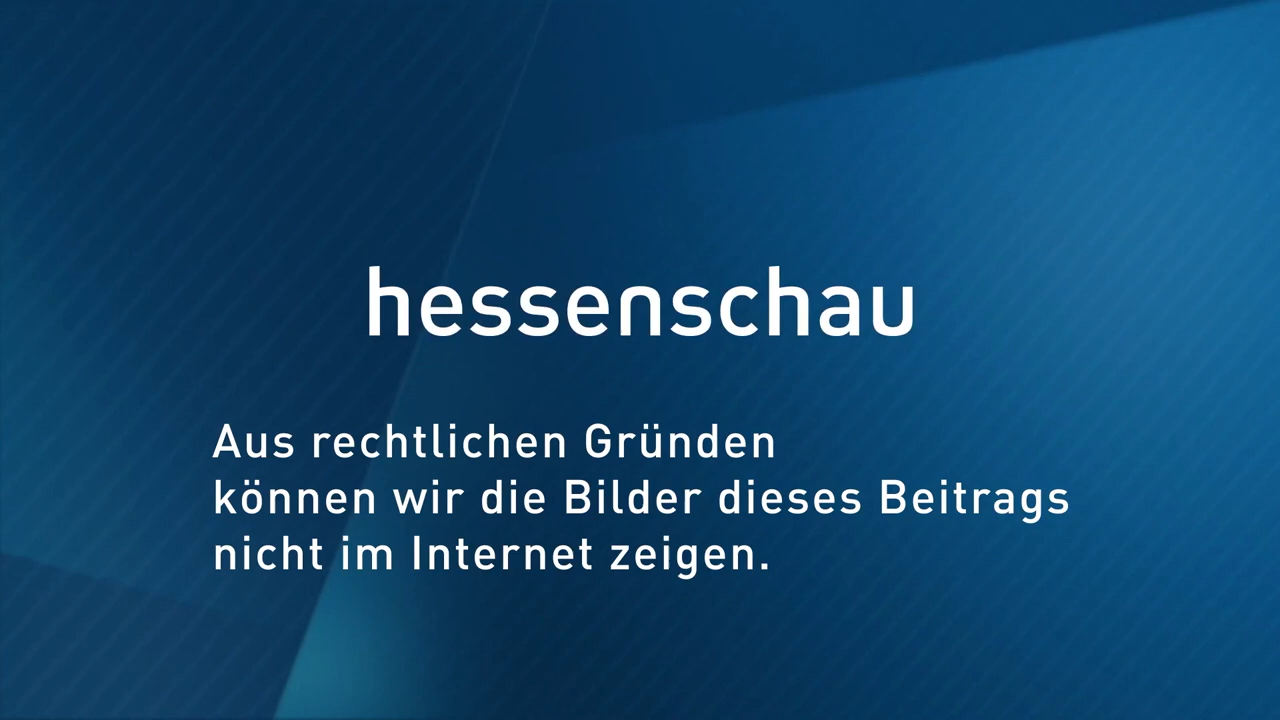 hessenschau
Aus rechtlichen Gründen
können wir die Bilder dieses Beitrags
nicht im Internet zeigen.